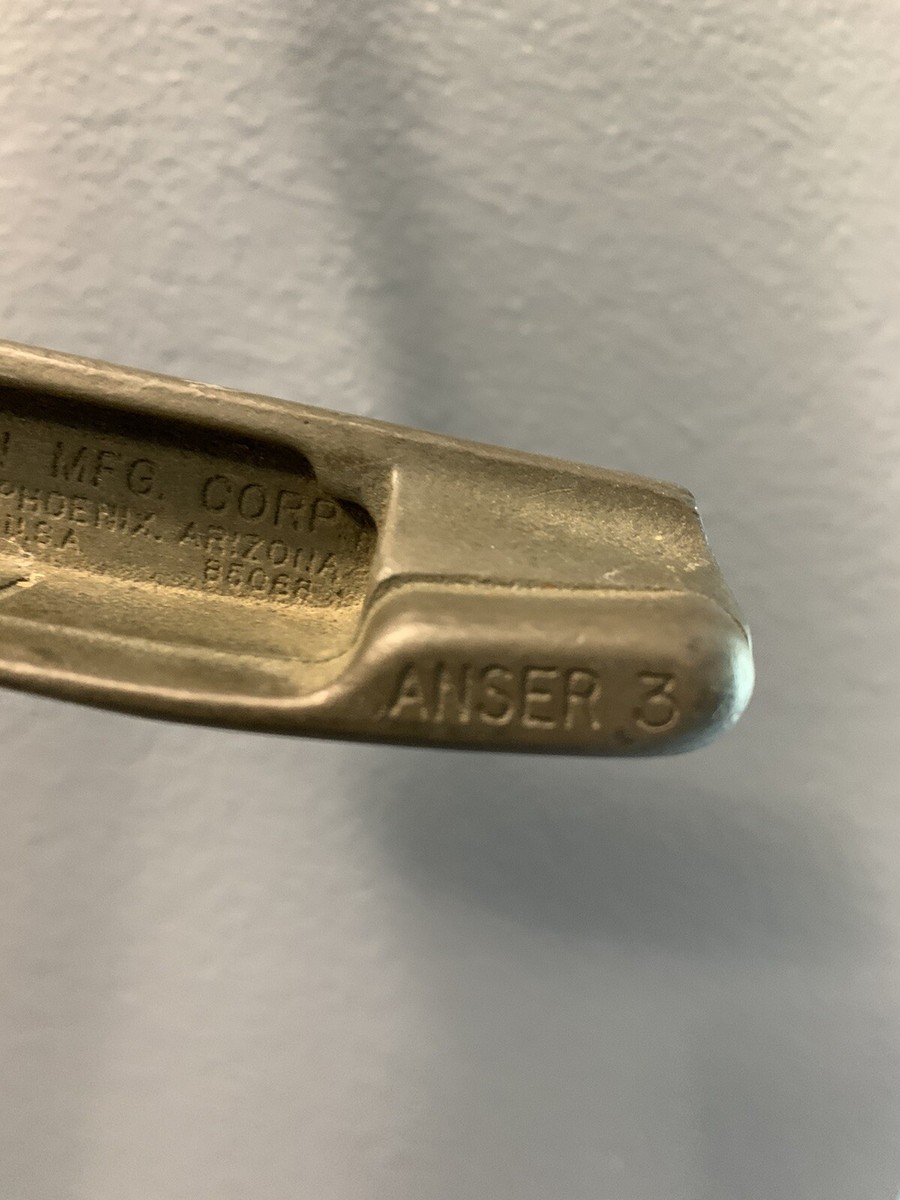 N MFG. CORP
PHOENIX, ARIZONA
U.S.A
85068
ANSER 3